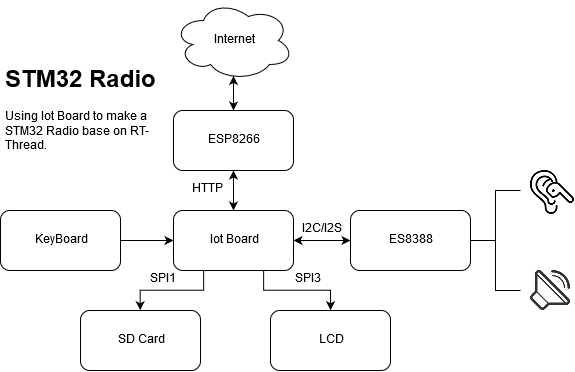 Internet
STM32 Radio
Using Iot Board to make a
STM32 Radio base on RT-
Thread.
ESP8266
HTTP
KeyBoard
Iot Board
I2C/I2S
ES8388
SPI1
SPI3
SD Card
LCD